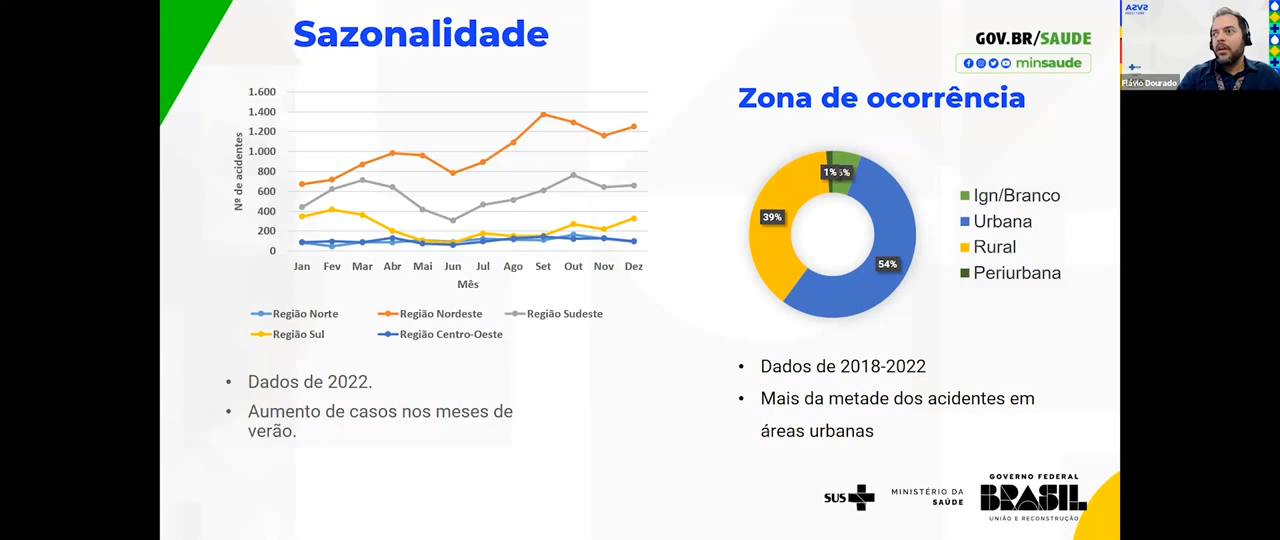 Sazonalidade
GOV.BR/SAUDE
minsaude
Flávio Dourado
Nº de acidentes
1.600
1.400
1.200
1.000
800
600
400
200
0
Jan Fev Mar Abr Mai Jun Jul Ago Set Out Nov Dez
Mês
Região Norte Região Nordeste Região Sudeste
Região Sul Região Centro-Oeste
• Dados de 2022.
• Aumento de casos nos meses de
verão.
Zona de ocorrência
1%
39%
54%
Ign/Branco
Urbana
Rural
Periurbana
• Dados de 2018-2022
• Mais da metade dos acidentes em
áreas urbanas
SUS
MINISTÉRIO DA
SAÚDE
GOVERNO FEDERAL
BRASIL
UNIÃO E RECONSTRUÇÃO